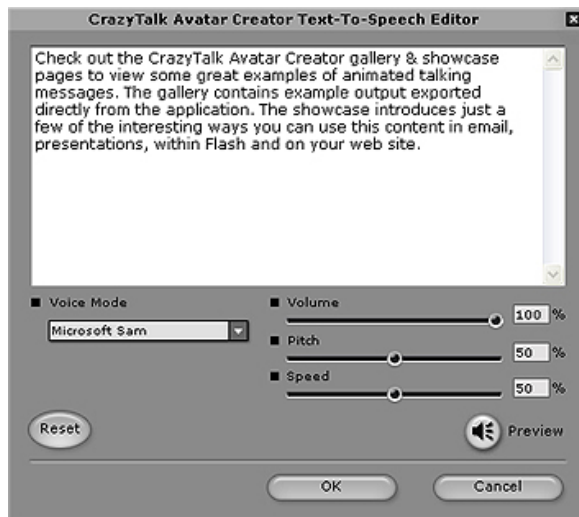 CrazyTalk Avatar Creator Text-To-Speech Editor
Check out the CrazyTalk Avatar Creator gallery & showcase
pages to view some great examples of animated talking
messages. The gallery contains example output exported
directly from the application. The showcase introduces just a
few of the interesting ways you can use this content in email,
presentations, within Flash and on your web site.
Voice Mode
Microsoft Sam
Volume
100 %
Pitch
50 %
Speed
50 %
Reset
Preview
OK
Cancel